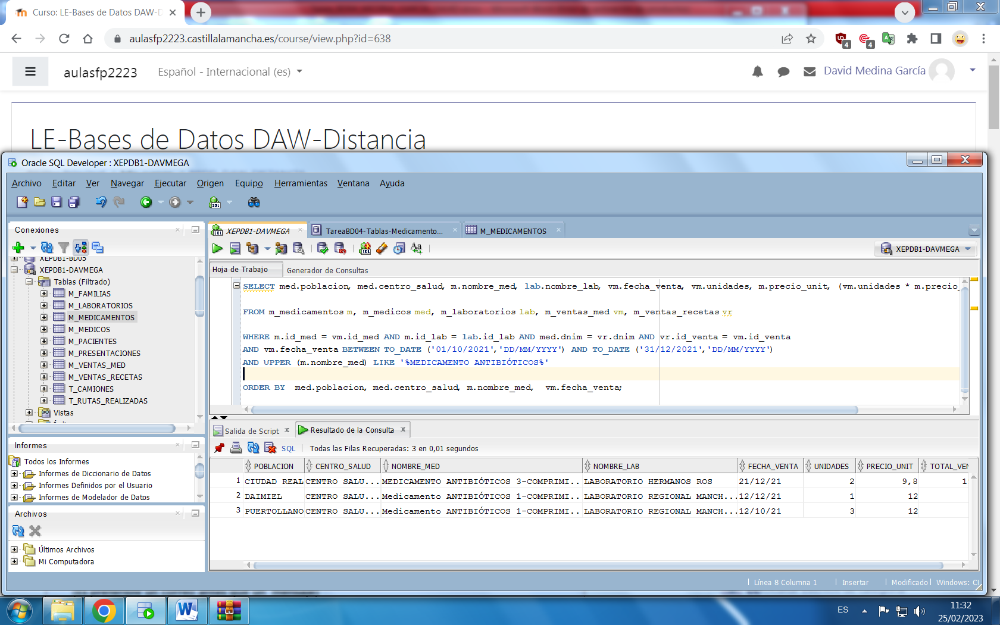 Curso: LE-Bases de Datos DAW-D
aulasfp2223.castillalamancha.es/course/view.php?id=638
4
4
aulasfp2223
Español - Internacional (es)
David Medina García
LE-Bases de Datos DAW-Distancia
Oracle SQL Developer : XEPDB1-DAVMEGA
Archivo Editar Ver Navegar Ejecutar Equipo Origen Herramientas Ventana Ayuda
Conexiones
XEPDB1-DAVMEGA
TareaBD04-Tablas-Medicamento...
M_MEDICAMENTOS
XEPDB1-DAVMEGA
XEPDB1-BD05
XEPDB1-DAVMEGA
Tablas (Filtrado)
M_FAMILIAS
M_LABORATORIOS
M_MEDICAMENTOS
M_MEDICOS
M_PACIENTES
M_PRESENTACIONES
M_VENTAS_MED
M_VENTAS_RECETAS
T_CAMIONES
T_RUTAS_REALIZADAS
Vistas
Hoja de Trabajo
Generador de Consultas
SELECT med.poblacion, med.centro_salud, m.nombre_med, lab.nombre_lab, vm.fecha_venta, vm.unidades, m.precio_unit, (vm.unidades * m.precio_
FROM m_medicamentos m, m_medicos med, m_laboratorios lab, m_ventas_med vm, m_ventas_recetas vr
WHERE m.id_med = vm.id_med AND m.id_lab = lab.id_lab AND med.dnim = vr.dnim AND vr.id_venta = vm.id_venta
AND vm.fecha_venta BETWEEN TO_DATE ('01/10/2021','DD/MM/YYYY') AND TO_DATE ('31/12/2021','DD/MM/YYYY')
AND UPPER (m.nombre_med) LIKE '%MEDICAMENTO ANTIBIÓTICOS%'
ORDER BY med.poblacion, med.centro_salud, m.nombre_med, vm.fecha_venta;
Salida de Script
Resultado de la Consulta
SQL
Todas las Filas Recuperadas: 3 en 0,01 segundos
POBLACION CENTRO_SALUD NOMBRE_MED NOMBRE_LAB FECHA_VENTA UNIDADES PRECIO_UNIT TOTAL_VEN
1 CIUDAD REAL CENTRO SALU... MEDICAMENTO ANTIBIÓTICOS 3-COMPRIMI... LABORATORIO HERMANOS ROS 21/12/21 2 9,8 1
2 DAIMIEL CENTRO SALU... Medicamento ANTIBIÓTICOS 1-COMPRIMI... LABORATORIO REGIONAL MANCH... 12/12/21 1 12
3 PUERTOLLANO CENTRO SALU... Medicamento ANTIBIÓTICOS 1-COMPRIMI... LABORATORIO REGIONAL MANCH... 12/10/21 3 12
Informes
Todos los Informes
Informes de Diccionario de Datos
Informes Definidos por el Usuario
Informes de Modelador de Datos
Archivos
Últimos Archivos
Mi Computadora
Línea 8 Columna 1
Insertar
Modificado
Windows: Cl
ES
11:32
25/02/2023